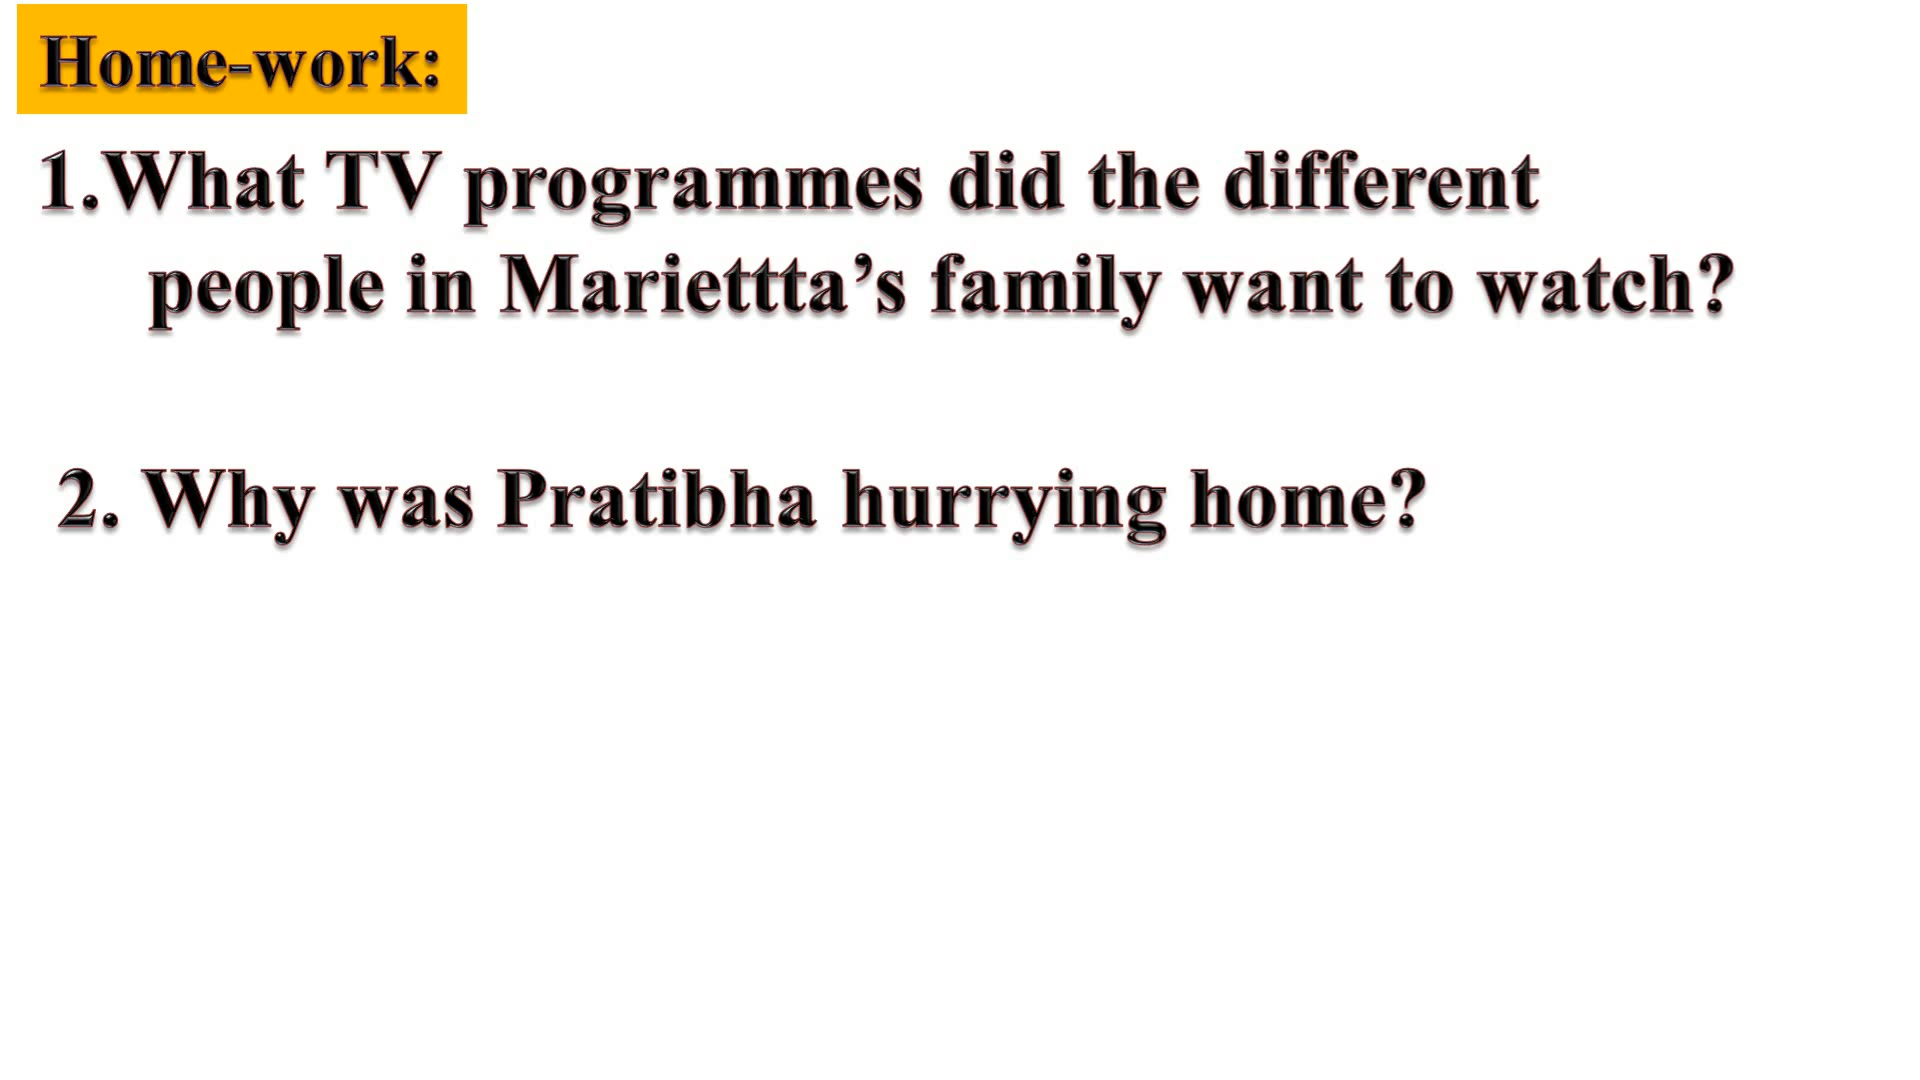 Home-work:
1.What TV programmes did the different
people in Mariettta’s family want to watch?
2. Why was Pratibha hurrying home?